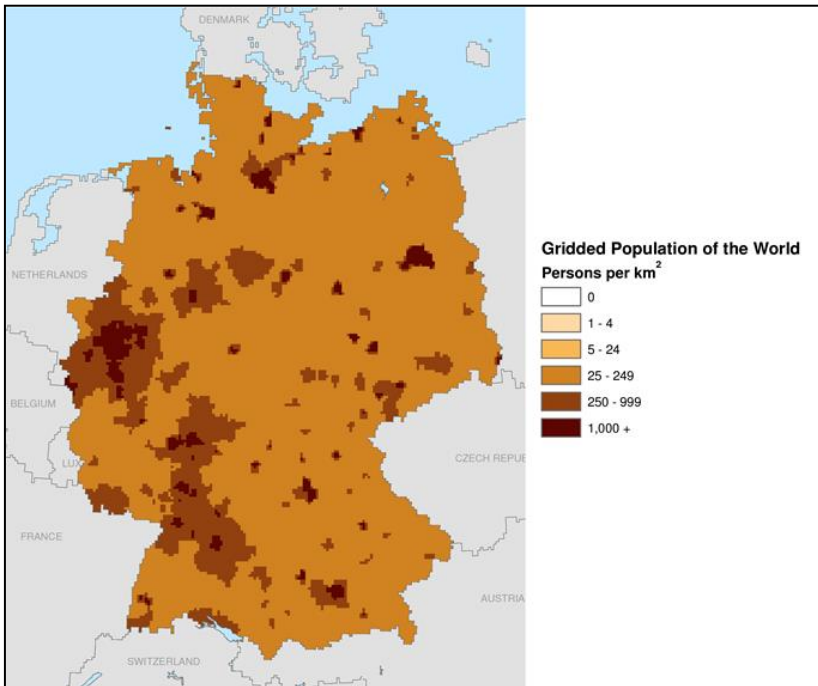 DENMARK
NETHERLANDS
BELGIUM
LUX
FRANCE
SWITZERLAND
CZECH REPUB
AUSTRIA
Gridded Population of the World
Persons per km²
0
1 - 4
5 - 24
25 - 249
250 - 999
1,000 +